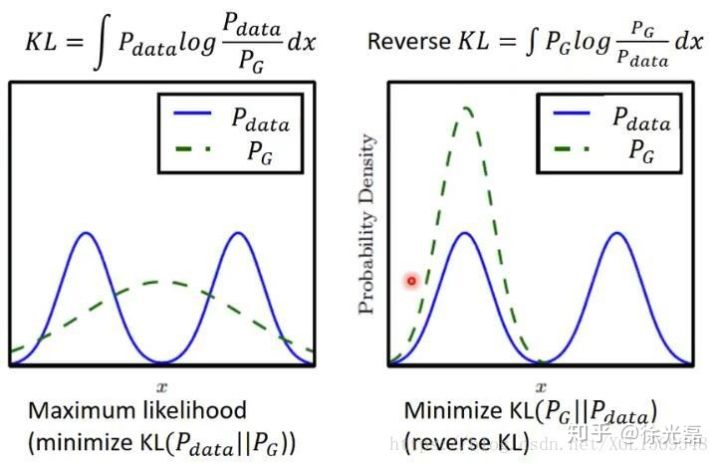 KL = ∫ P_data log P_data/P_G dx
Reverse KL = ∫ P_G log P_G/P_data dx
P_data
P_G
P_data
P_G
Probability Density
x
x
Maximum likelihood
(minimize KL(P_data||P_G))
Minimize KL(P_G||P_data)
(reverse KL)
知乎 @徐光磊